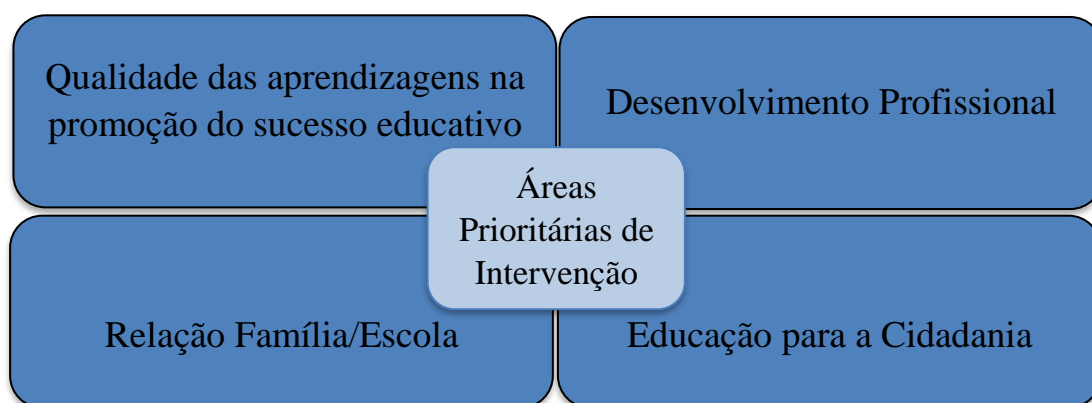 Qualidade das aprendizagens na
promoção do sucesso educativo
Desenvolvimento Profissional
Áreas
Prioritárias de
Intervenção
Relação Família/Escola
Educação para a Cidadania